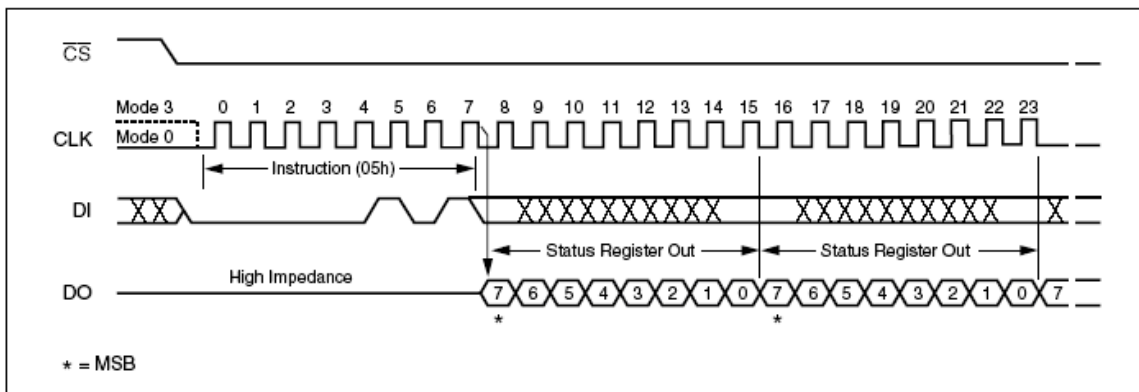 CS
Mode 3 0 1 2 3 4 5 6 7 8 9 10 11 12 13 14 15 16 17 18 19 20 21 22 23
CLK Mode 0
Instruction (05h)
DI
Status Register Out Status Register Out
High Impedance
DO 7 6 5 4 3 2 1 0 7 6 5 4 3 2 1 0 7
* *
* = MSB